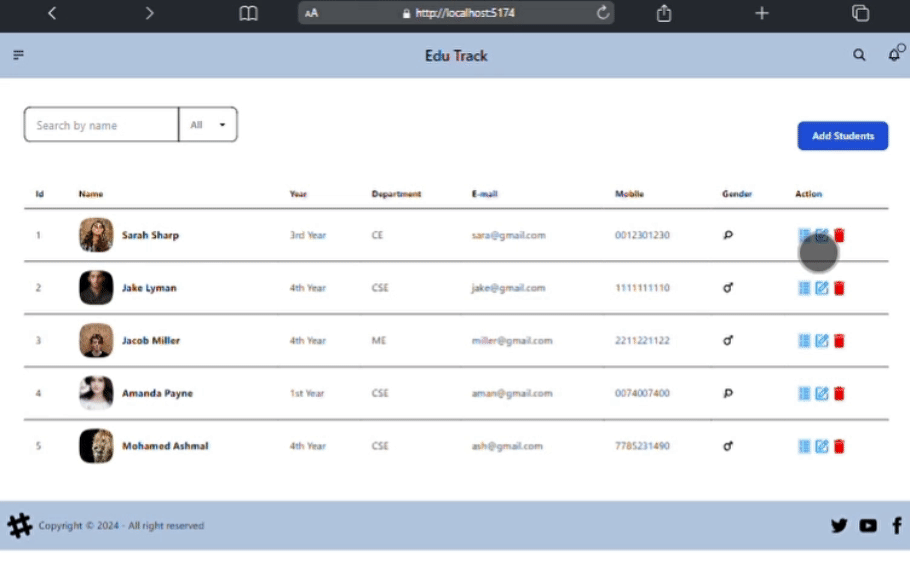 AA http://localhost:5174
Edu Track
Search by name All
Add Students
Id Name Year Department E-mail Mobile Gender Action
1 Sarah Sharp 3rd Year CE sara@gmail.com 0012301230
2 Jake Lyman 4th Year CSE jake@gmail.com 1111111110
3 Jacob Miller 4th Year ME miller@gmail.com 2211221122
4 Amanda Payne 1st Year CSE aman@gmail.com 0074007400
5 Mohamed Ashmal 4th Year CSE ash@gmail.com 7785231490
Copyright © 2024 - All right reserved